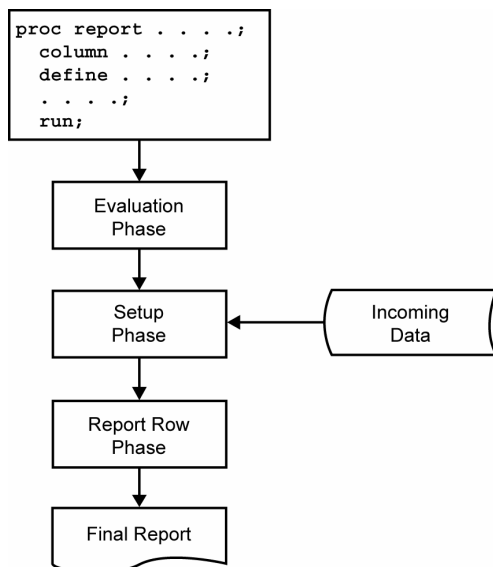 proc report . . . .;
column . . . .;
define . . . .;
. . . .;
run;
Evaluation
Phase
Setup
Phase
Incoming
Data
Report Row
Phase
Final Report